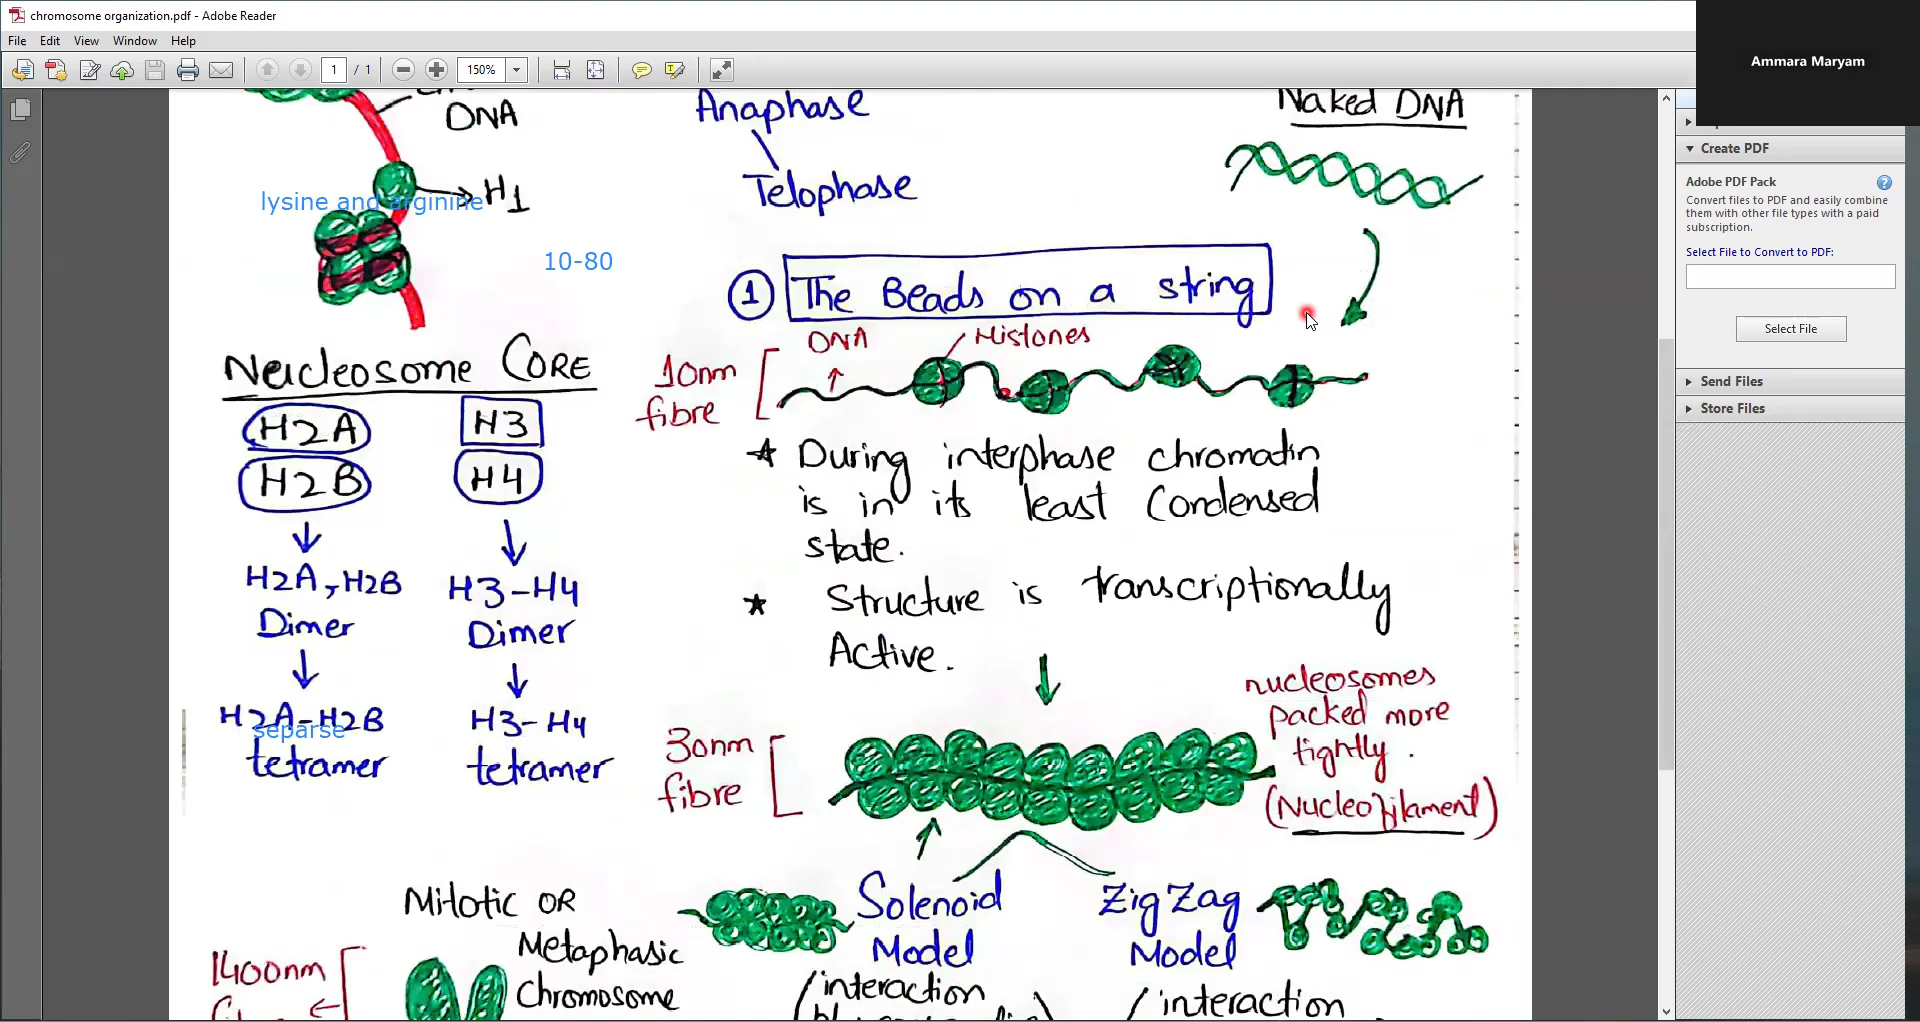 chromosome organization.pdf - Adobe Reader
File Edit View Window Help
1 / 1 150%
Ammara Maryam
DNA
H1
lysine and arginine
10-80
Anaphase
Telophase
Naked DNA
1 The Beads on a string
DNA Histones
10nm
fibre
Nucleosome CORE
H2A H3
H2B H4
H2A, H2B
Dimer
H3-H4
Dimer
H2A-H2B
separse
tetramer
H3-H4
tetramer
★ During interphase chromatin
is in its least Condensed
state.
★ Structure is transcriptionally
Active.
30nm
fibre
nucleosomes
packed more
tightly.
(Nucleofilament)
Solenoid
Model
(interaction
ZigZag
Model
(interaction
Mitotic OR
Metaphasic
Chromosome
1400nm
Create PDF
Adobe PDF Pack
Convert files to PDF and easily combine
them with other file types with a paid
subscription.
Select File to Convert to PDF:
Select File
Send Files
Store Files